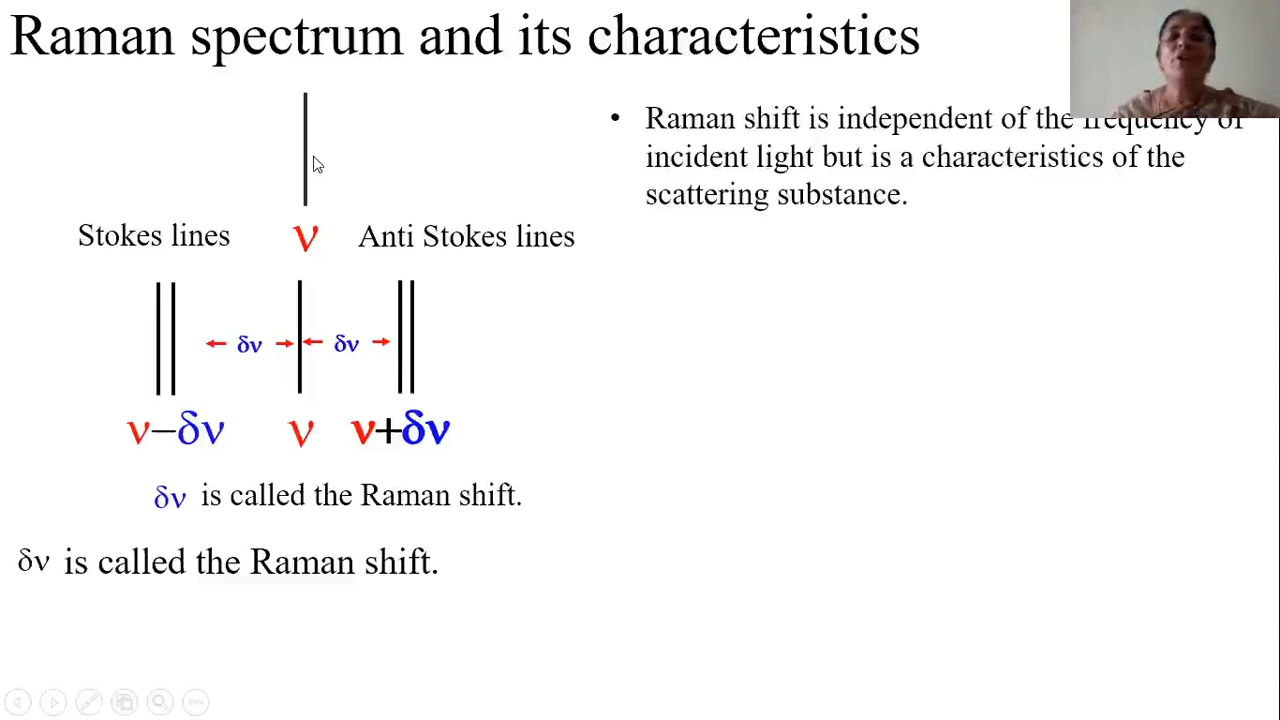 Raman spectrum and its characteristics
• Raman shift is independent of the frequency of
incident light but is a characteristics of the
scattering substance.
Stokes lines ν Anti Stokes lines
δν δν
ν−δν ν ν+δν
δν is called the Raman shift.
δν is called the Raman shift.